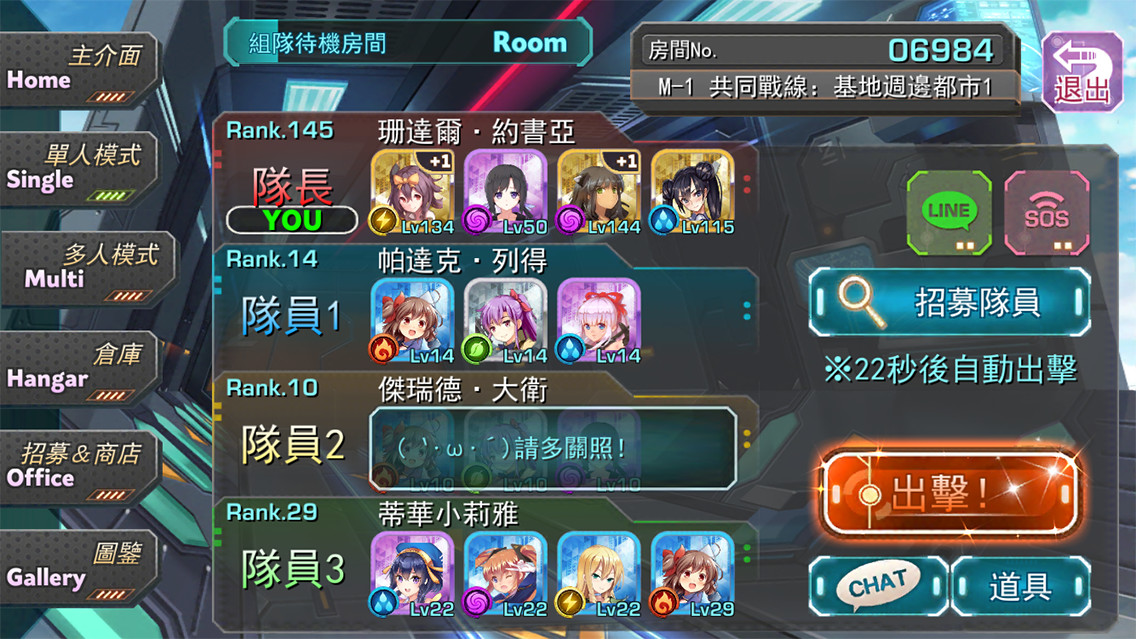 主介面
Home
單人模式
Single
多人模式
Multi
倉庫
Hangar
招募&商店
Office
圖鑒
Gallery
組隊待機房間 Room
房間No. 06984
M-1 共同戰線：基地週邊都市1
退出
Rank.145 珊達爾・約書亞
隊長
YOU
+1 +1
Lv134 Lv50 Lv144 Lv115
Rank.14 帕達克・列得
隊員1
Lv14 Lv14 Lv14
Rank.10 傑瑞德・大衛
隊員2
(｀・ω・´)請多關照!
Lv10 Lv10 Lv10
Rank.29 蒂華小莉雅
隊員3
Lv22 Lv22 Lv22 Lv29
LINE
SOS
招募隊員
※22秒後自動出擊
出擊!
CHAT
道具